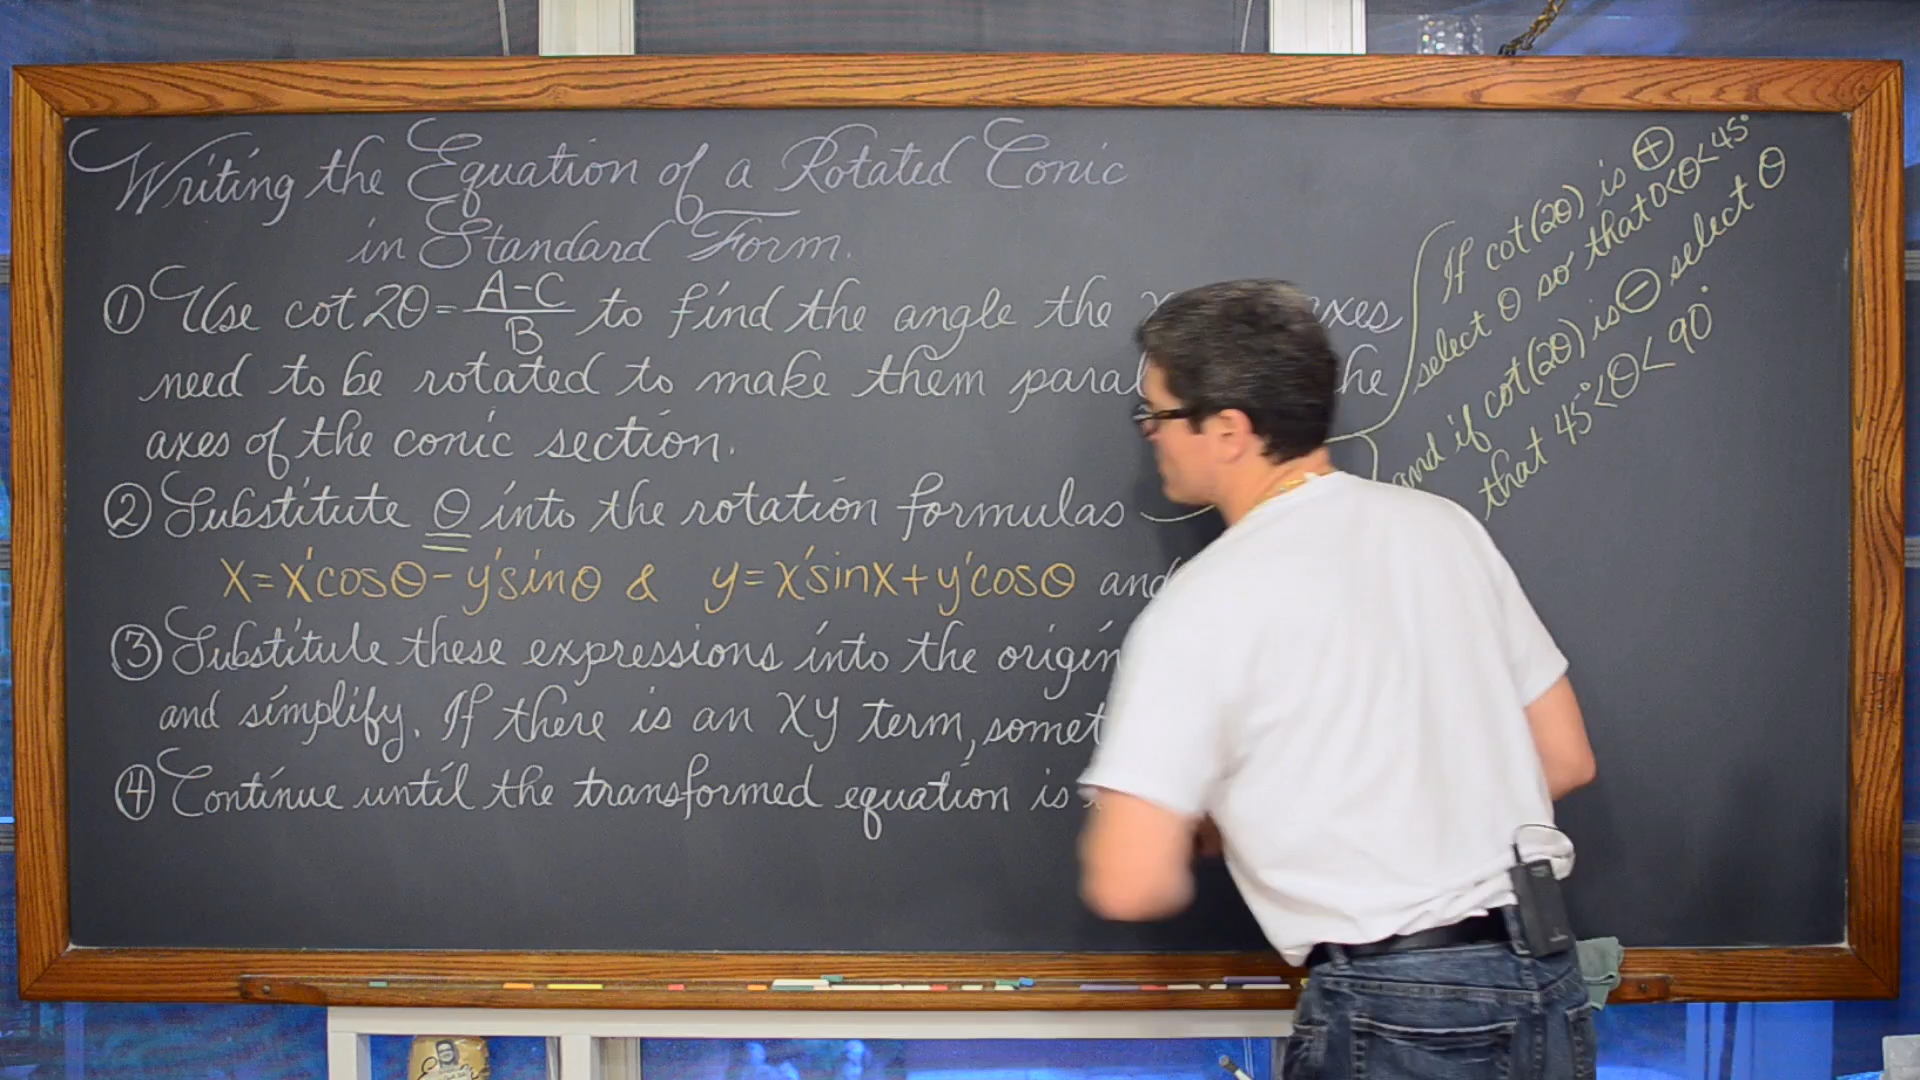 Writing the Equation of a Rotated Conic
in Standard Form.
① Use cot 2θ = A-C/B to find the angle the axes
need to be rotated to make them the
axes of the conic section.
② Substitute θ into the rotation formulas
x = x'cosθ - y'sinθ & y = x'sinx + y'cosθ and
③ Substitute these expressions into the
and simplify. If there is an XY term,
④ Continue until the transformed equation is
If cot(2θ) is ⊕
select θ so that 0<θ<45°
and if cot(2θ) is ⊖ select θ
that 45°<θ<90°